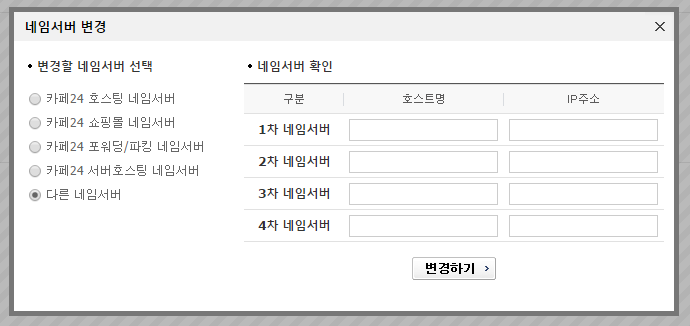 네임서버 변경
변경할 네임서버 선택
카페24 호스팅 네임서버
카페24 쇼핑몰 네임서버
카페24 포워딩/파킹 네임서버
카페24 서버호스팅 네임서버
다른 네임서버
네임서버 확인
구분 호스트명 IP주소
1차 네임서버
2차 네임서버
3차 네임서버
4차 네임서버
변경하기